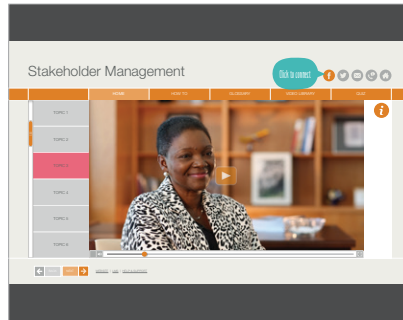 Stakeholder Management
Click to connect
HOME
HOW TO
GLOSSARY
VIDEO LIBRARY
QUIZ
TOPIC 1
TOPIC 2
TOPIC 3
TOPIC 4
TOPIC 5
TOPIC 6